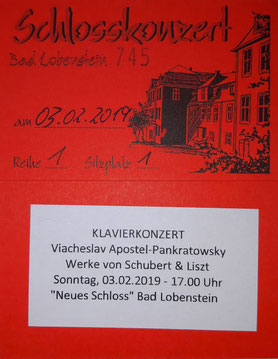 Schlosskonzert
Bad Lobenstein 745
am 03.02.2019
Reihe 1 Sitzplatz 1
KLAVIERKONZERT
Viacheslav Apostel-Pankratowsky
Werke von Schubert & Liszt
Sonntag, 03.02.2019 - 17.00 Uhr
"Neues Schloss" Bad Lobenstein